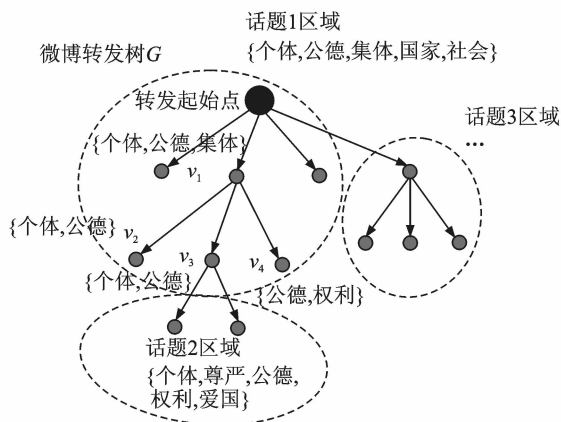 话题1区域
微博转发树G
{个体,公德,集体,国家,社会}
转发起始点
话题3区域
...
{个体,公德,集体}
v1
{个体,公德}
v2
v3
v4
{个体,公德}
{公德,权利}
话题2区域
{个体,尊严,公德,
权利,爱国}